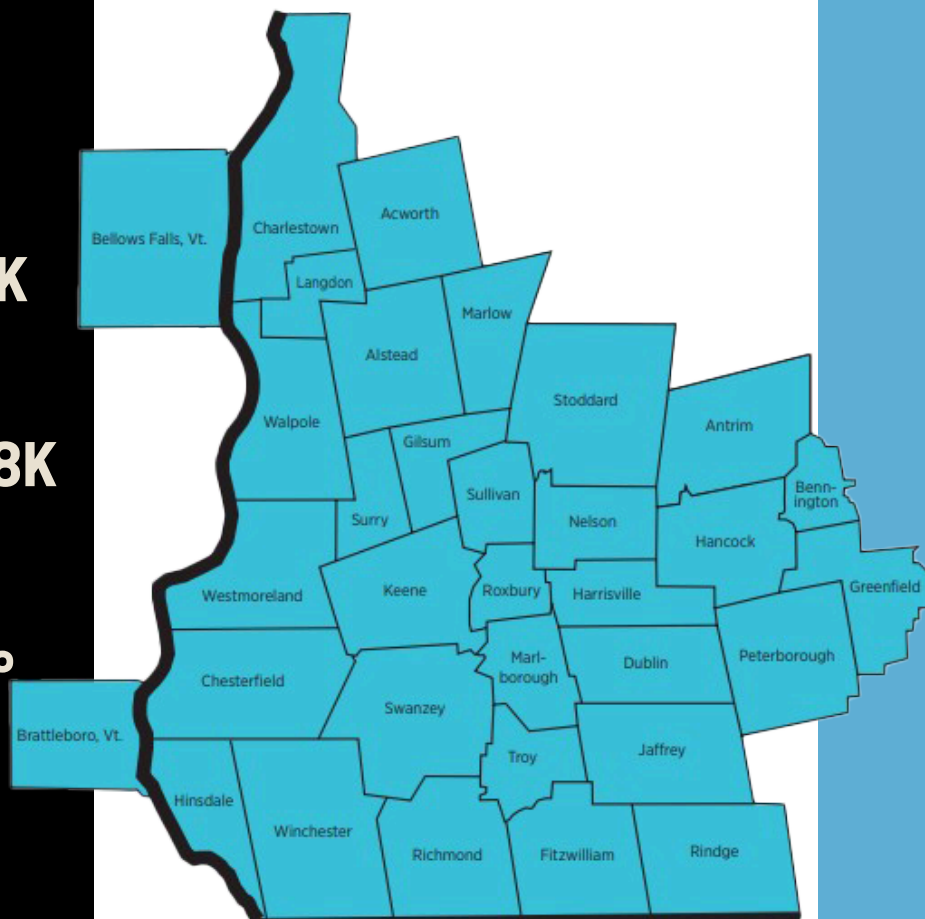 Acworth
Charlestown
Bellows Falls, Vt.
K
Langdon
Marlow
Alstead
Stoddard
Walpole
Antrim
Gilsum
8K
Sullivan
Benn-
ington
Surry
Nelson
Hancock
Westmoreland
Keene
Roxbury
Harrisville
Greenfield
Marl-
borough
Dublin
Peterborough
Chesterfield
Swanzey
Brattleboro, Vt.
Troy
Jaffrey
Hinsdale
Winchester
Richmond
Fitzwilliam
Rindge